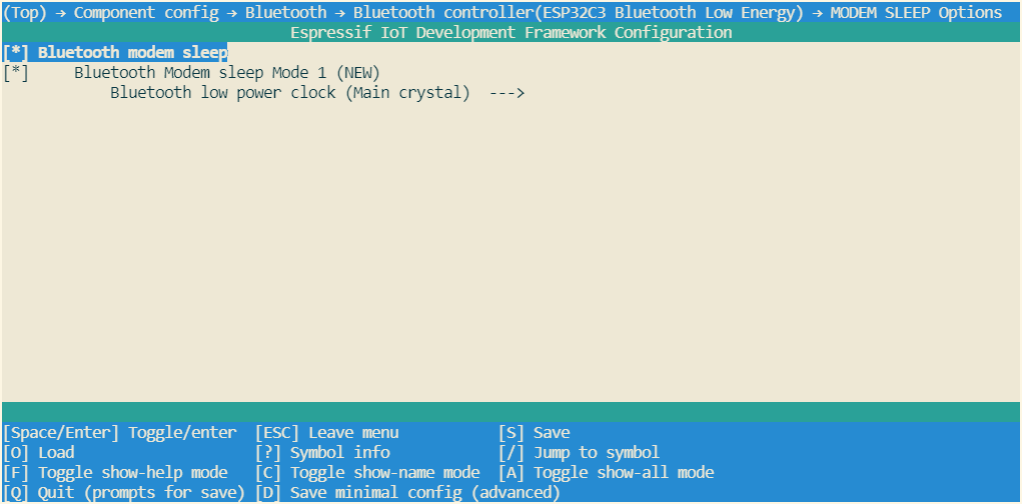 (Top) → Component config → Bluetooth → Bluetooth controller(ESP32C3 Bluetooth Low Energy) → MODEM SLEEP Options
Espressif IoT Development Framework Configuration
[*] Bluetooth modem sleep
[*] Bluetooth Modem sleep Mode 1 (NEW)
Bluetooth low power clock (Main crystal) --->
[Space/Enter] Toggle/enter [ESC] Leave menu [S] Save
[O] Load [?] Symbol info [/] Jump to symbol
[F] Toggle show-help mode [C] Toggle show-name mode [A] Toggle show-all mode
[Q] Quit (prompts for save) [D] Save minimal config (advanced)